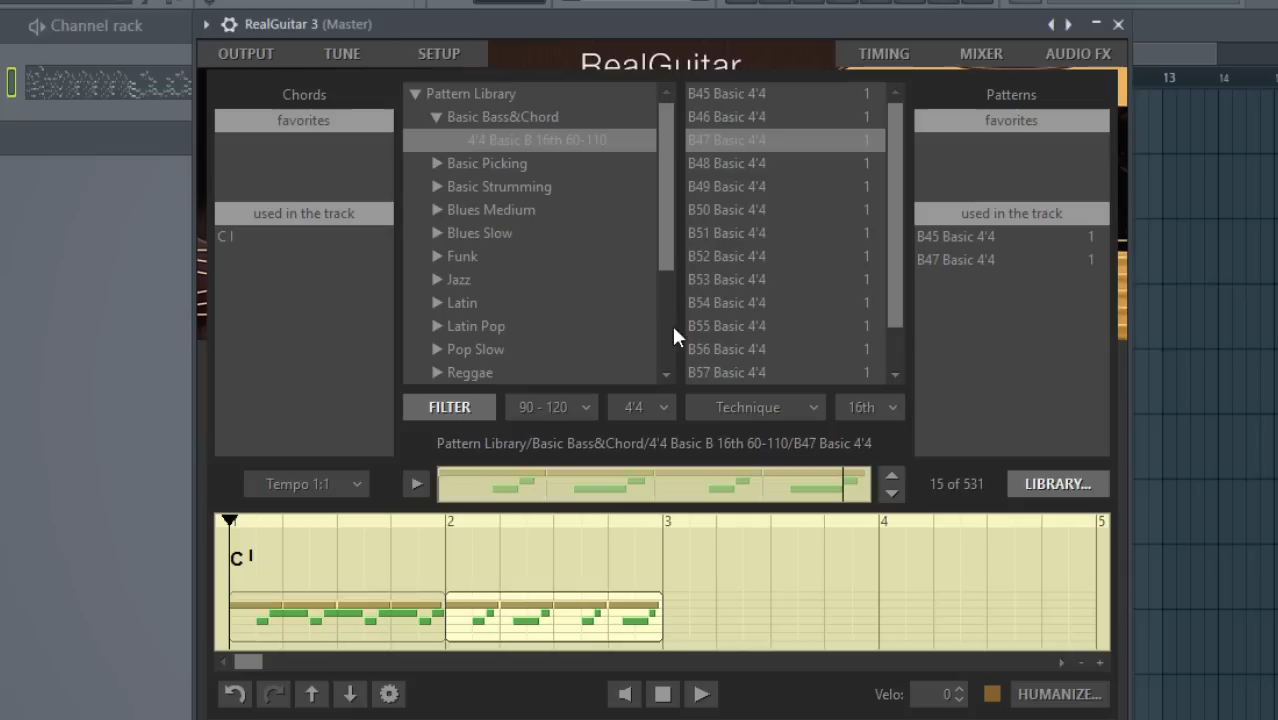 Channel rack
RealGuitar 3 (Master)
OUTPUT TUNE SETUP RealGuitar TIMING MIXER AUDIO FX
13 14
Chords
favorites
used in the track
C I
Pattern Library
Basic Bass&Chord
4'4 Basic B 16th 60-110
Basic Picking
Basic Strumming
Blues Medium
Blues Slow
Funk
Jazz
Latin
Latin Pop
Pop Slow
Reggae
B45 Basic 4'4 1
B46 Basic 4'4 1
B47 Basic 4'4 1
B48 Basic 4'4 1
B49 Basic 4'4 1
B50 Basic 4'4 1
B51 Basic 4'4 1
B52 Basic 4'4 1
B53 Basic 4'4 1
B54 Basic 4'4 1
B55 Basic 4'4 1
B56 Basic 4'4 1
B57 Basic 4'4 1
Patterns
favorites
used in the track
B45 Basic 4'4 1
B47 Basic 4'4 1
FILTER 90 - 120 4'4 Technique 16th
Pattern Library/Basic Bass&Chord/4'4 Basic B 16th 60-110/B47 Basic 4'4
Tempo 1:1 15 of 531 LIBRARY...
2 3 4 5
C I
Velo: 0 HUMANIZE...